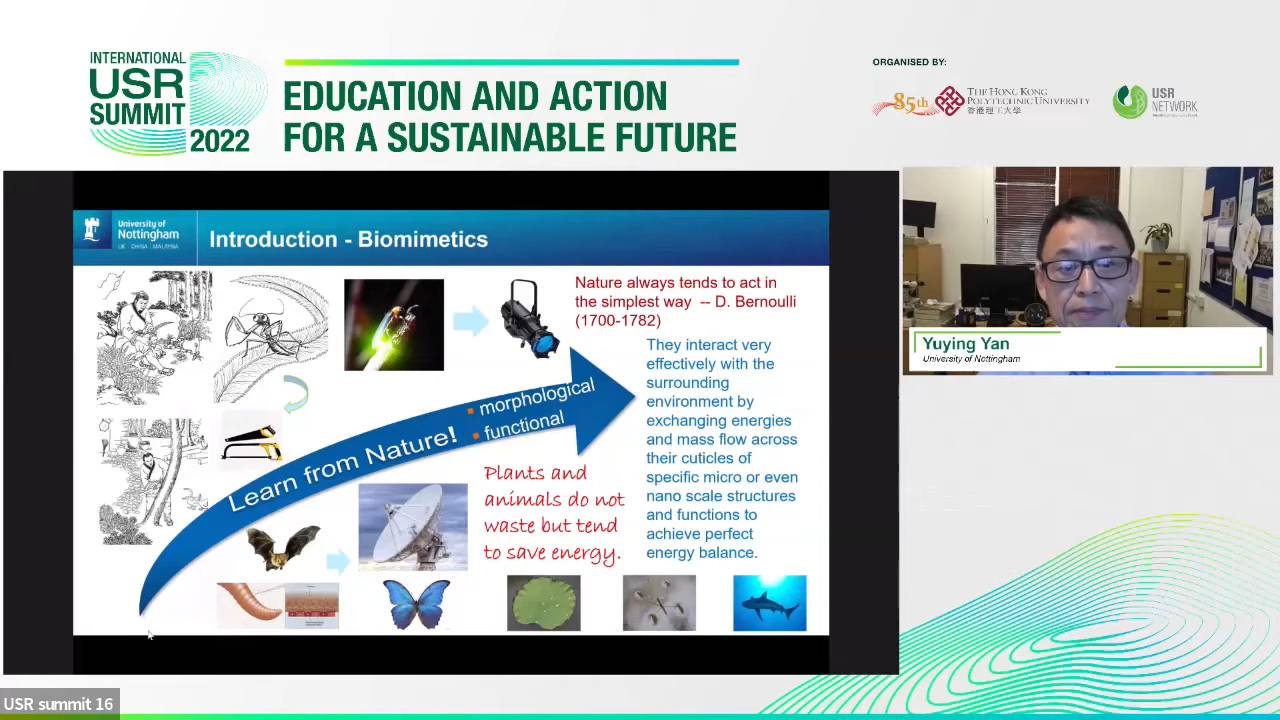 INTERNATIONAL
USR
SUMMIT
2022
EDUCATION AND ACTION
FOR A SUSTAINABLE FUTURE
ORGANISED BY:
85th
THE HONG KONG
POLYTECHNIC UNIVERSITY
香港理工大學
USR
NETWORK
University of
Nottingham
UK | CHINA | MALAYSIA
Introduction - Biomimetics
Nature always tends to act in
the simplest way -- D. Bernoulli
(1700-1782)
They interact very
effectively with the
surrounding
environment by
exchanging energies
and mass flow across
their cuticles of
specific micro or even
nano scale structures
and functions to
achieve perfect
energy balance.
Learn from Nature!
morphological
functional
Plants and
animals do not
waste but tend
to save energy.
Yuying Yan
University of Nottingham
USR summit 16